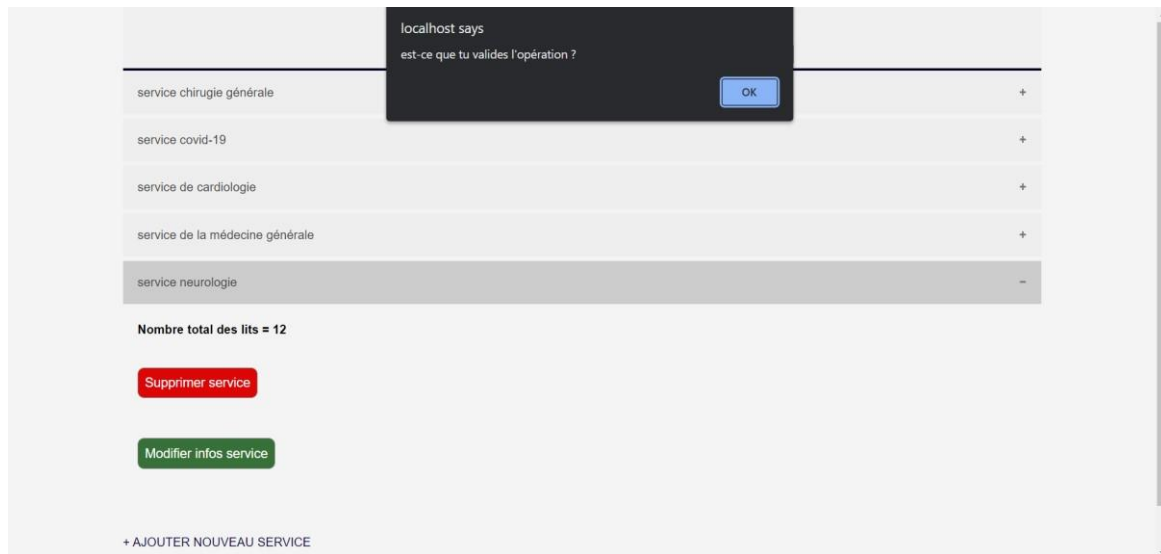 localhost says
est-ce que tu valides l'opération ?
OK
service chirugie générale +
service covid-19 +
service de cardiologie +
service de la médecine générale +
service neurologie −
Nombre total des lits = 12
Supprimer service
Modifier infos service
+ AJOUTER NOUVEAU SERVICE